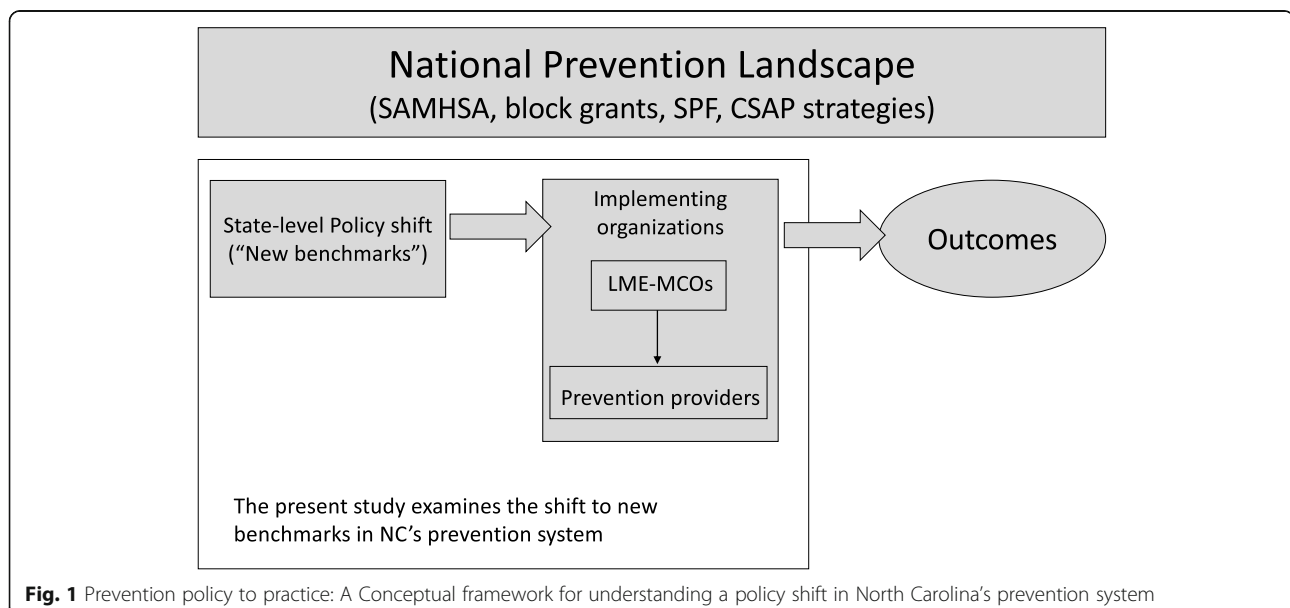 National Prevention Landscape
(SAMHSA, block grants, SPF, CSAP strategies)
State-level Policy shift
(“New benchmarks”)
Implementing
organizations
LME-MCOs
Prevention providers
Outcomes
The present study examines the shift to new
benchmarks in NC’s prevention system
Fig. 1 Prevention policy to practice: A Conceptual framework for understanding a policy shift in North Carolina’s prevention system